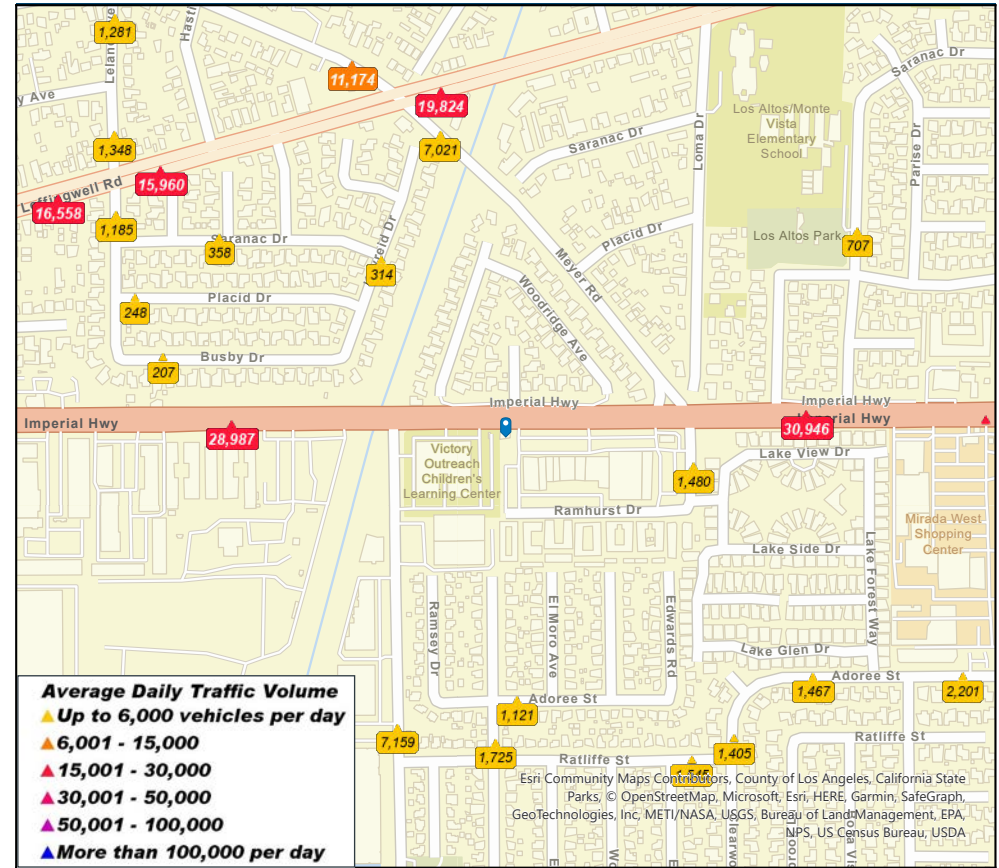 1,281
Hasti
Lelan
Saranac Dr
11,174
19,824
y Ave
Los Altos/Monte
Vista
Elementary
School
Loma Dr
Saranac Dr
Parise Dr
1,348
7,021
15,960
Leffingwell Rd
16,558
1,185
Saranac Dr
358
314
Placid Dr
Los Altos Park
707
Meyer Rd
Placid Dr
248
Woodridge Ave
Busby Dr
207
Imperial Hwy
Imperial Hwy
Imperial Hwy
Imperial Hwy
28,987
30,946
Victory
Outreach
Children's
Learning Center
Lake View Dr
1,480
Ramhurst Dr
Mirada West
Shopping
Center
Lake Side Dr
Lake Forest Way
Ramsey Dr
El Moro Ave
Edwards Rd
Lake Glen Dr
Adoree St
1,467
2,201
Adoree St
1,121
7,159
1,725
Ratliffe St
1,405
Ratliffe St
Average Daily Traffic Volume
Up to 6,000 vehicles per day
6,001 - 15,000
15,001 - 30,000
30,001 - 50,000
50,001 - 100,000
More than 100,000 per day
Esri Community Maps Contributors, County of Los Angeles, California State
Parks, © OpenStreetMap, Microsoft, Esri, HERE, Garmin, SafeGraph,
GeoTechnologies, Inc, METI/NASA, USGS, Bureau of Land Management, EPA,
NPS, US Census Bureau, USDA